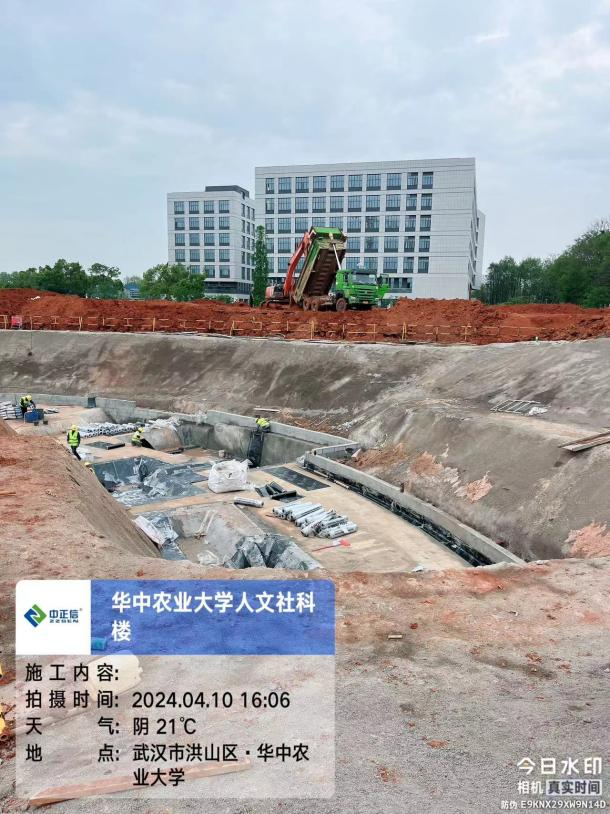 中正信
ZZSEN
华中农业大学人文社科
楼
施工内容:
拍摄时间: 2024.04.10 16:06
天 气: 阴 21℃
地 点: 武汉市洪山区·华中农
业大学
今日水印
相机 真实时间
防伪 E9KNX29XW9N14D